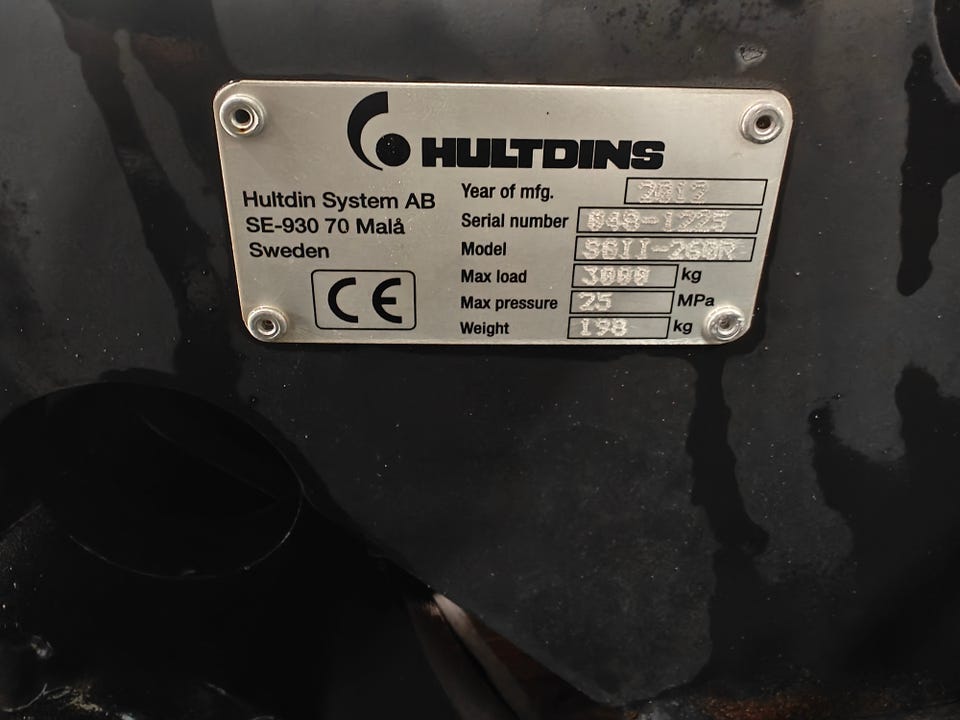 HULTDINS
Hultdin System AB
SE-930 70 Malå
Sweden
CE
Year of mfg. 2012
Serial number 040-1225
Model SGII-260R
Max load 3000 kg
Max pressure 25 MPa
Weight 198 kg